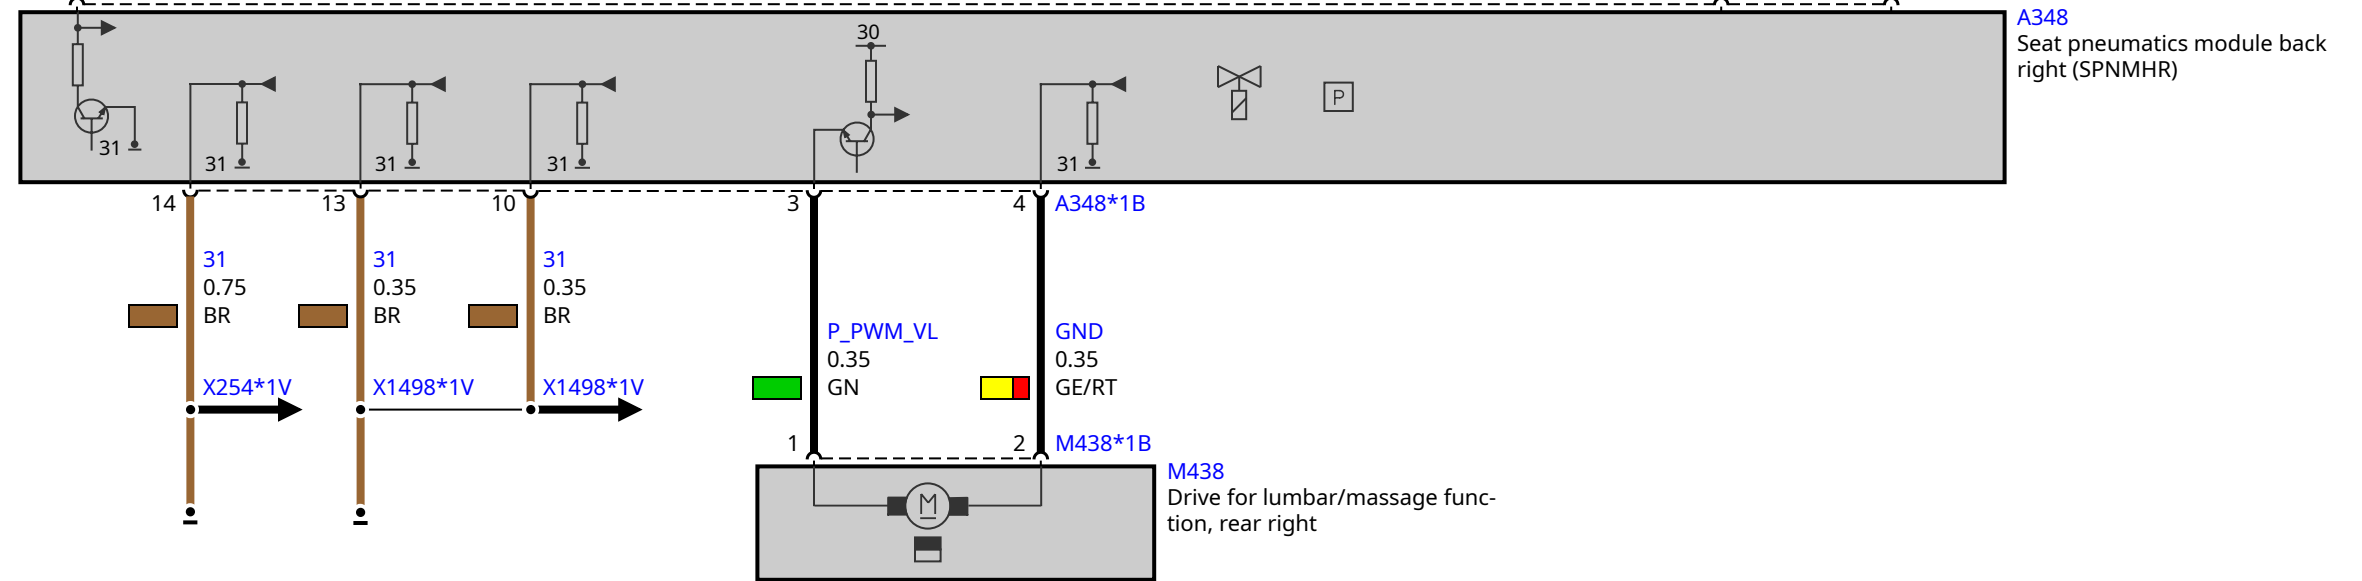 A348
Seat pneumatics module back
right (SPNMHR)
30
P
31
31
31
31
31
14
13
10
3
4
A348*1B
31
0.75
BR
31
0.35
BR
31
0.35
BR
P_PWM_VL
0.35
GN
GND
0.35
GE/RT
X254*1V
X1498*1V
X1498*1V
1
2
M438*1B
M438
Drive for lumbar/massage func-
tion, rear right
M